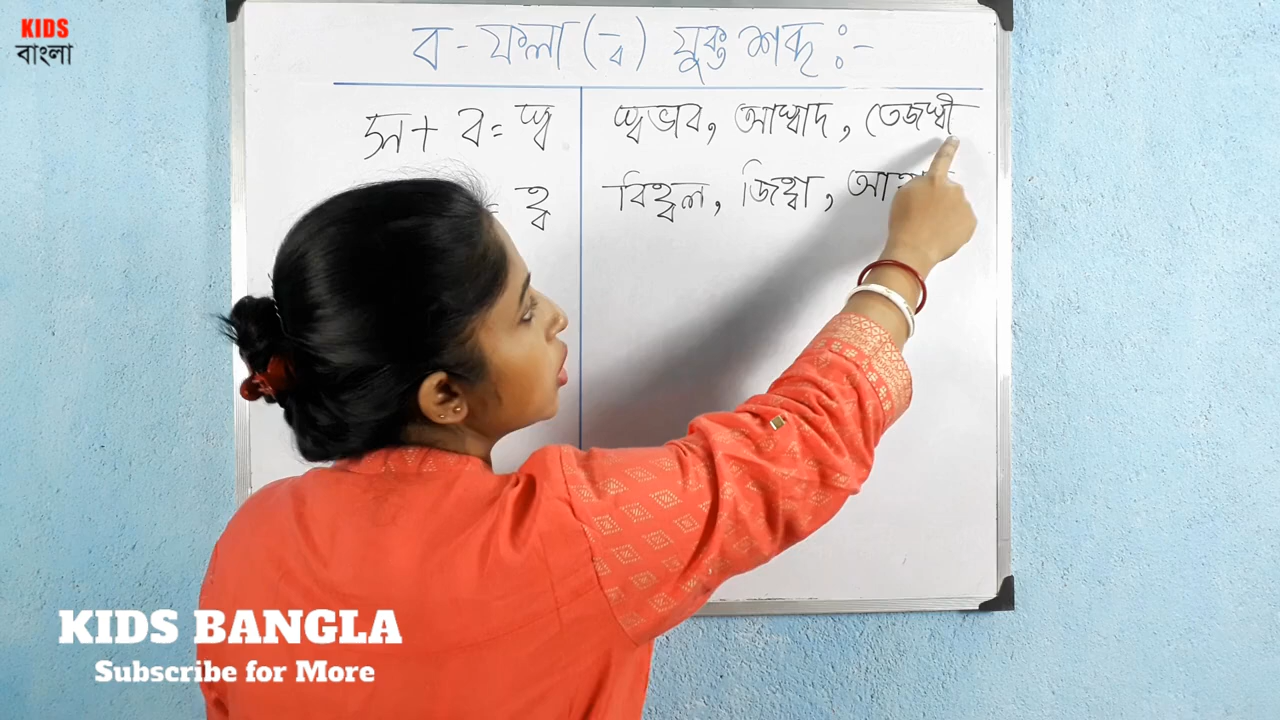 KIDS
বাংলা
ব - ফলা (্ব) যুক্ত শব্দ ঃ-
স + ব = স্ব স্বভাব, আস্বাদ, তেজস্বী
= হ্ব বিহ্বল, জিহ্বা,
KIDS BANGLA
Subscribe for More